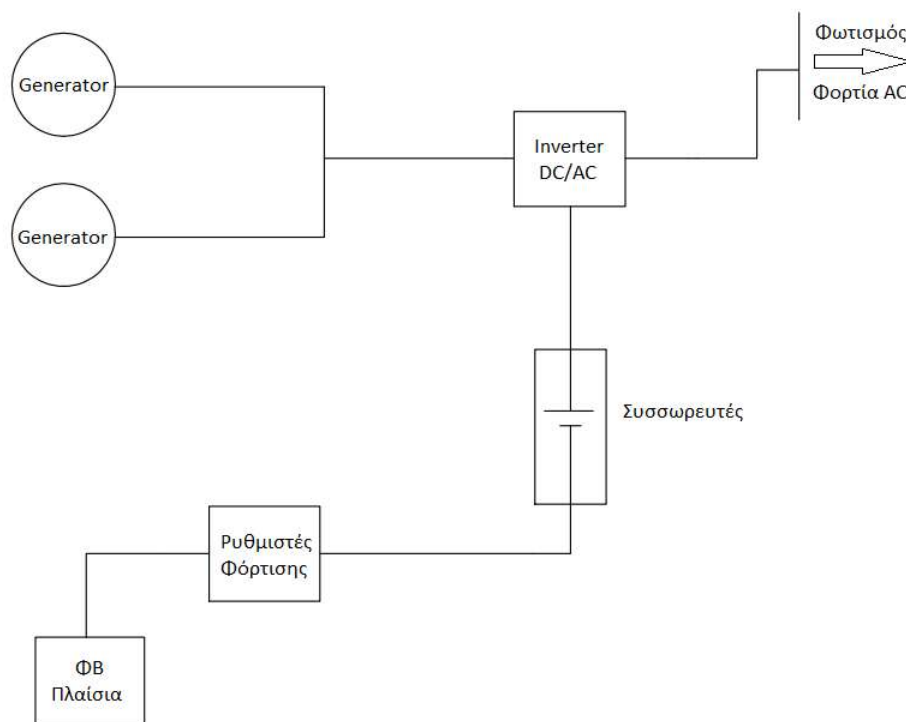 Φωτισμός
Generator
Φορτία AC
Inverter
DC/AC
Generator
Συσσωρευτές
Ρυθμιστές
Φόρτισης
ΦΒ
Πλαίσια